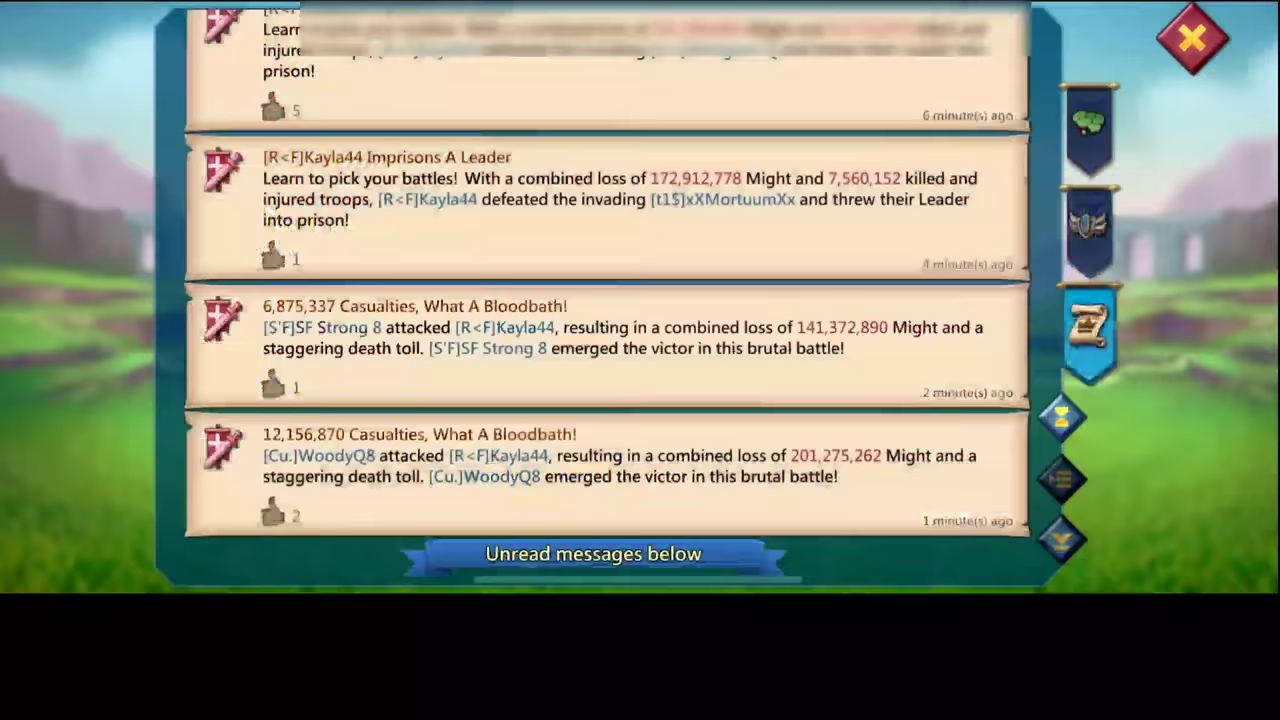 Learn
injure
prison!
5
6 minute(s) ago
[R<F]Kayla44 Imprisons A Leader
Learn to pick your battles! With a combined loss of 172,912,778 Might and 7,560,152 killed and
injured troops, [R<F]Kayla44 defeated the invading [t1$]xXMortuumXx and threw their Leader
into prison!
1
4 minute(s) ago
6,875,337 Casualties, What A Bloodbath!
[S'F]SF Strong 8 attacked [R<F]Kayla44, resulting in a combined loss of 141,372,890 Might and a
staggering death toll. [S'F]SF Strong 8 emerged the victor in this brutal battle!
1
2 minute(s) ago
12,156,870 Casualties, What A Bloodbath!
[Cu.]WoodyQ8 attacked [R<F]Kayla44, resulting in a combined loss of 201,275,262 Might and a
staggering death toll. [Cu.]WoodyQ8 emerged the victor in this brutal battle!
2
1 minute(s) ago
Unread messages below